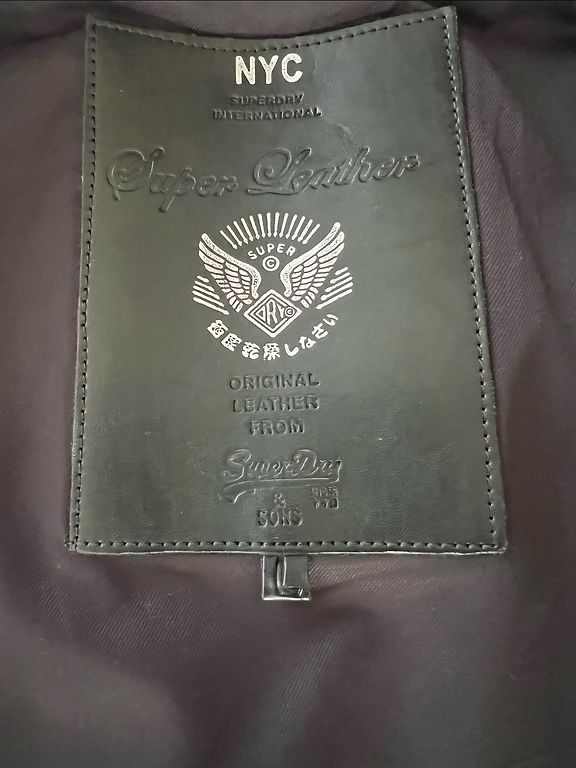 NYC
SUPERDRY
INTERNATIONAL
Super Leather
SUPER
©
DRY©
極度乾燥しなさい
ORIGINAL
LEATHER
FROM
SuperDry
&
SONS
L